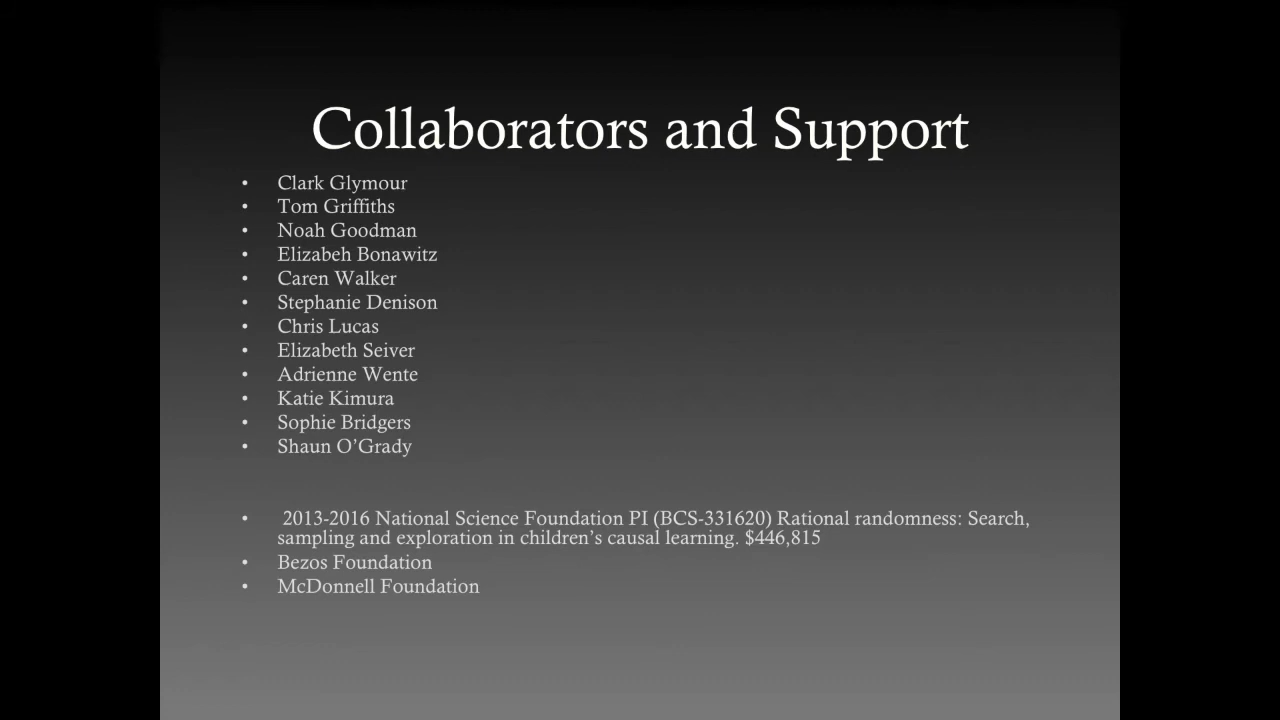 Collaborators and Support
• Clark Glymour
• Tom Griffiths
• Noah Goodman
• Elizabeh Bonawitz
• Caren Walker
• Stephanie Denison
• Chris Lucas
• Elizabeth Seiver
• Adrienne Wente
• Katie Kimura
• Sophie Bridgers
• Shaun O’Grady
• 2013-2016 National Science Foundation PI (BCS-331620) Rational randomness: Search,
sampling and exploration in children’s causal learning. $446,815
• Bezos Foundation
• McDonnell Foundation